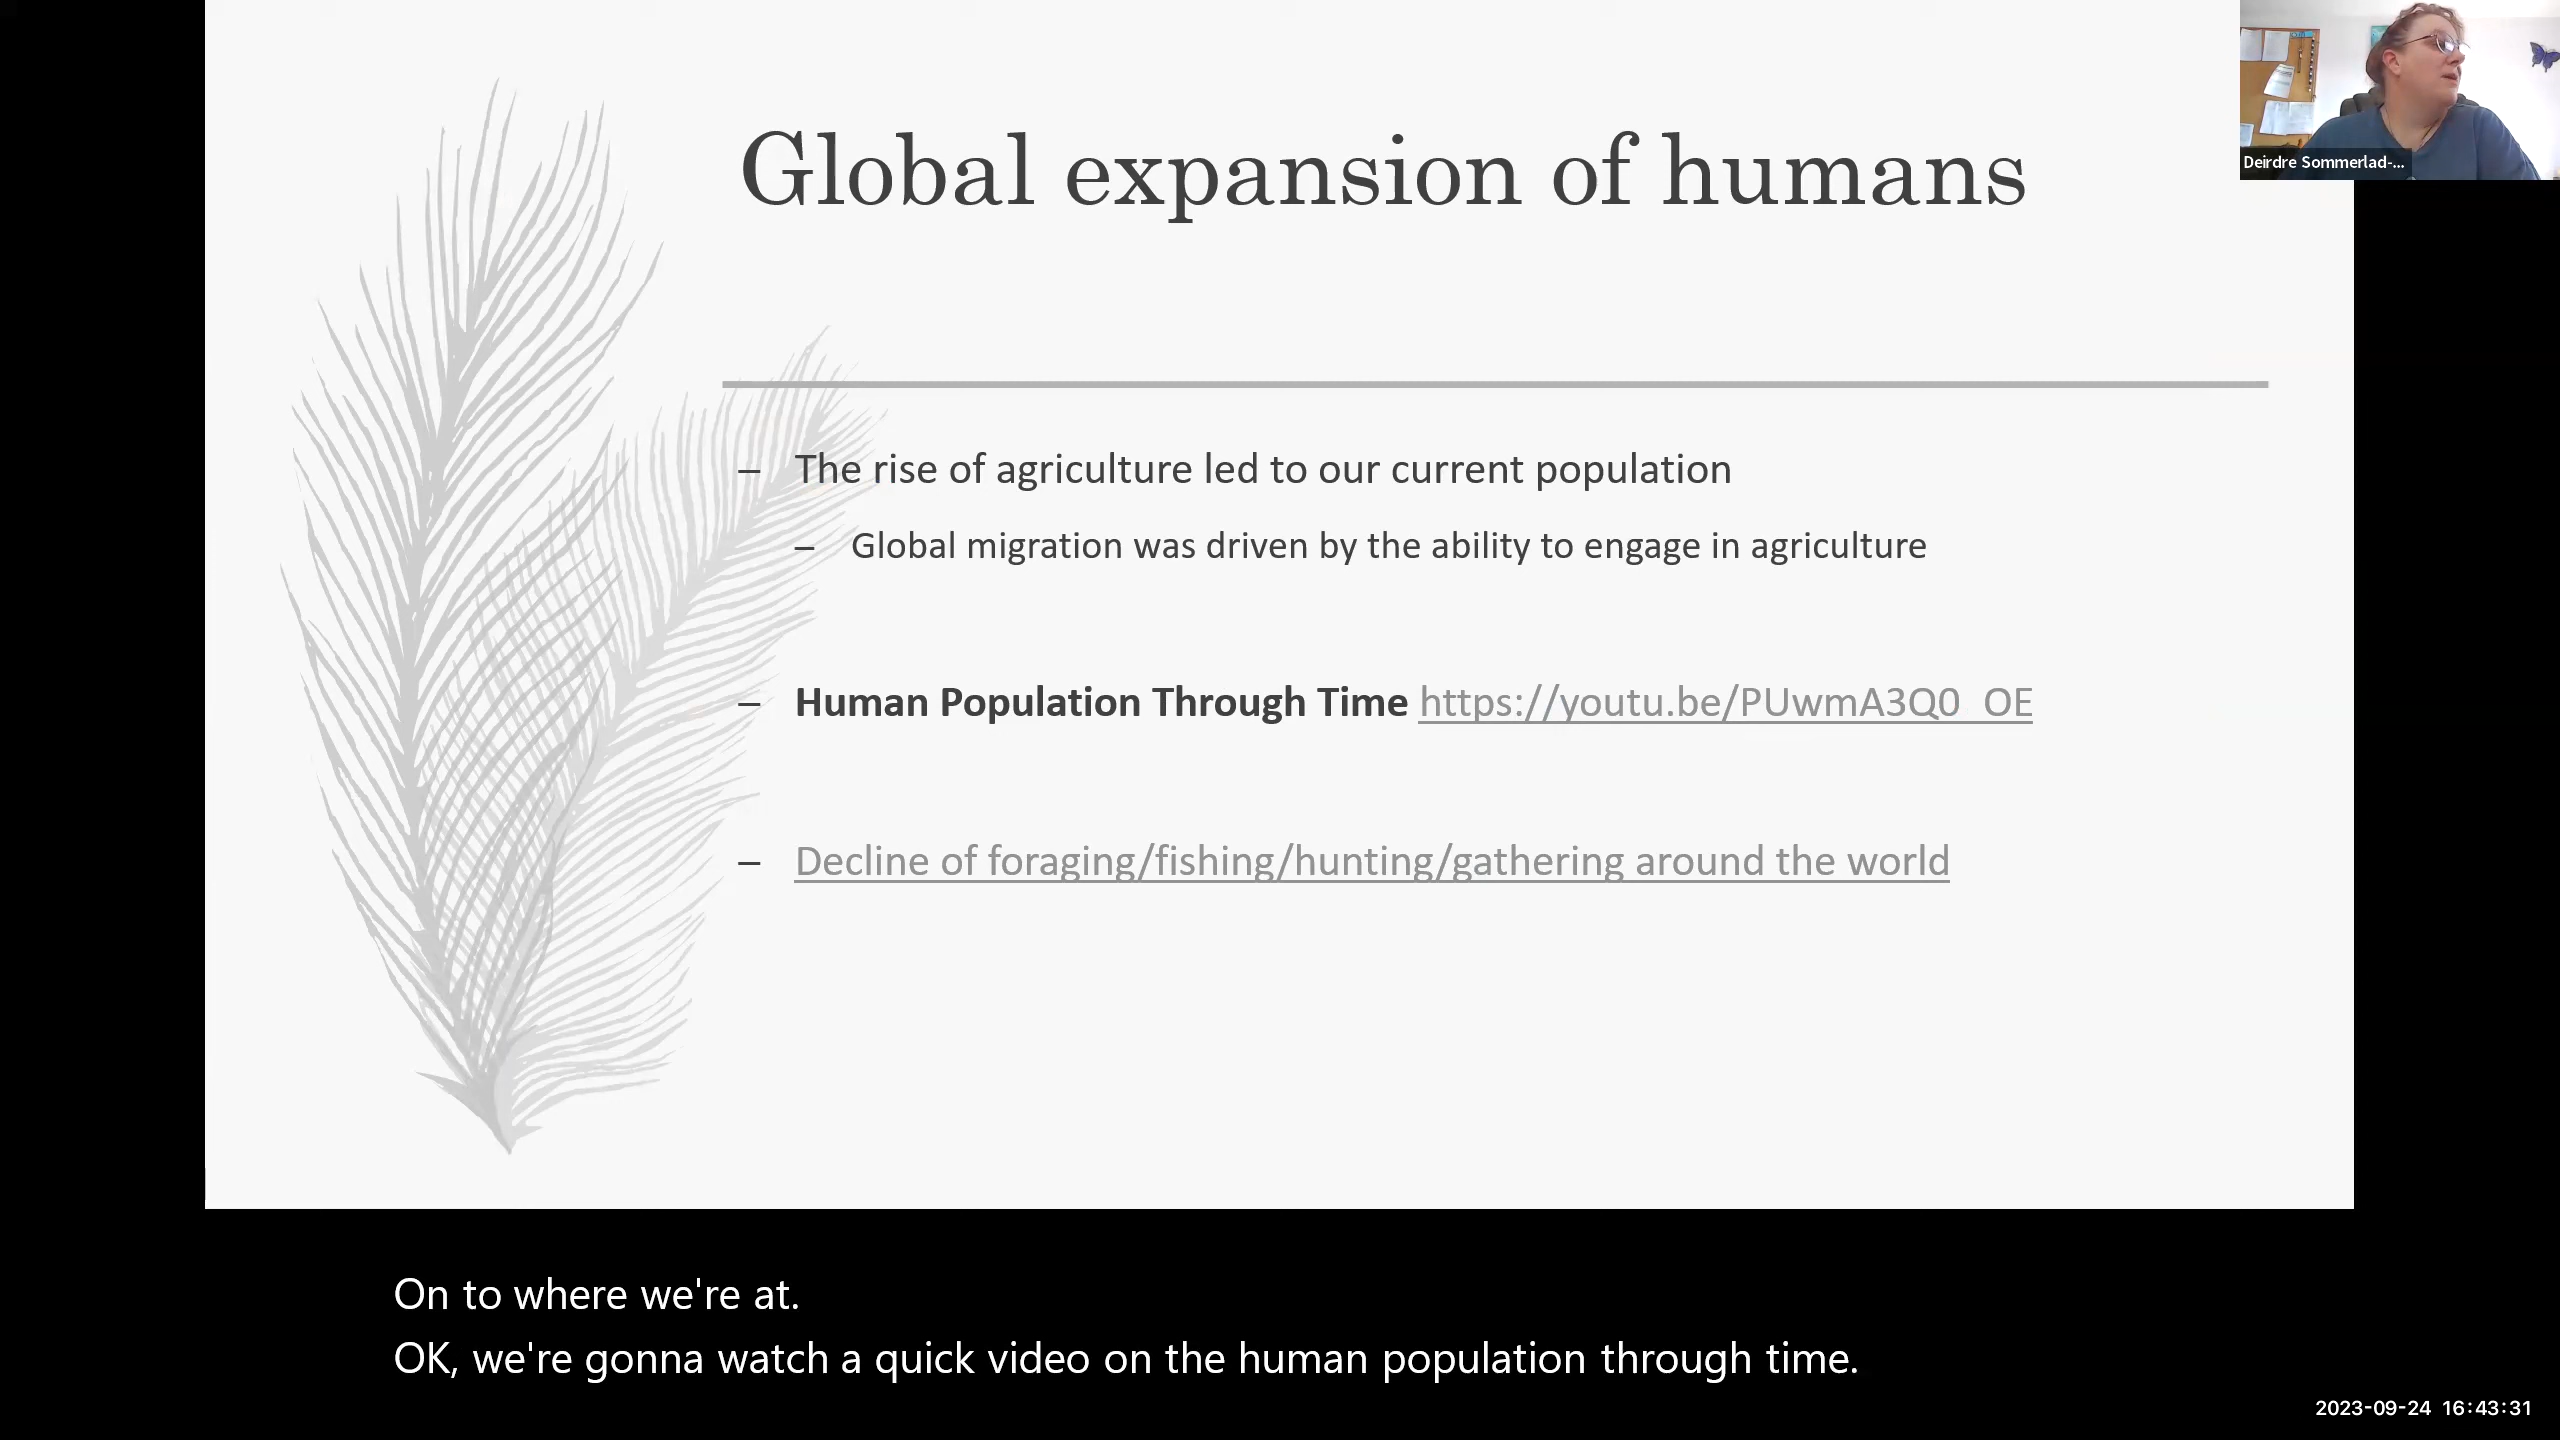 Global expansion of humans
Deirdre Sommerlad-...
– The rise of agriculture led to our current population
– Global migration was driven by the ability to engage in agriculture
– Human Population Through Time https://youtu.be/PUwmA3Q0_OE
– Decline of foraging/fishing/hunting/gathering around the world
On to where we're at.
OK, we're gonna watch a quick video on the human population through time.
2023-09-24 16:43:31